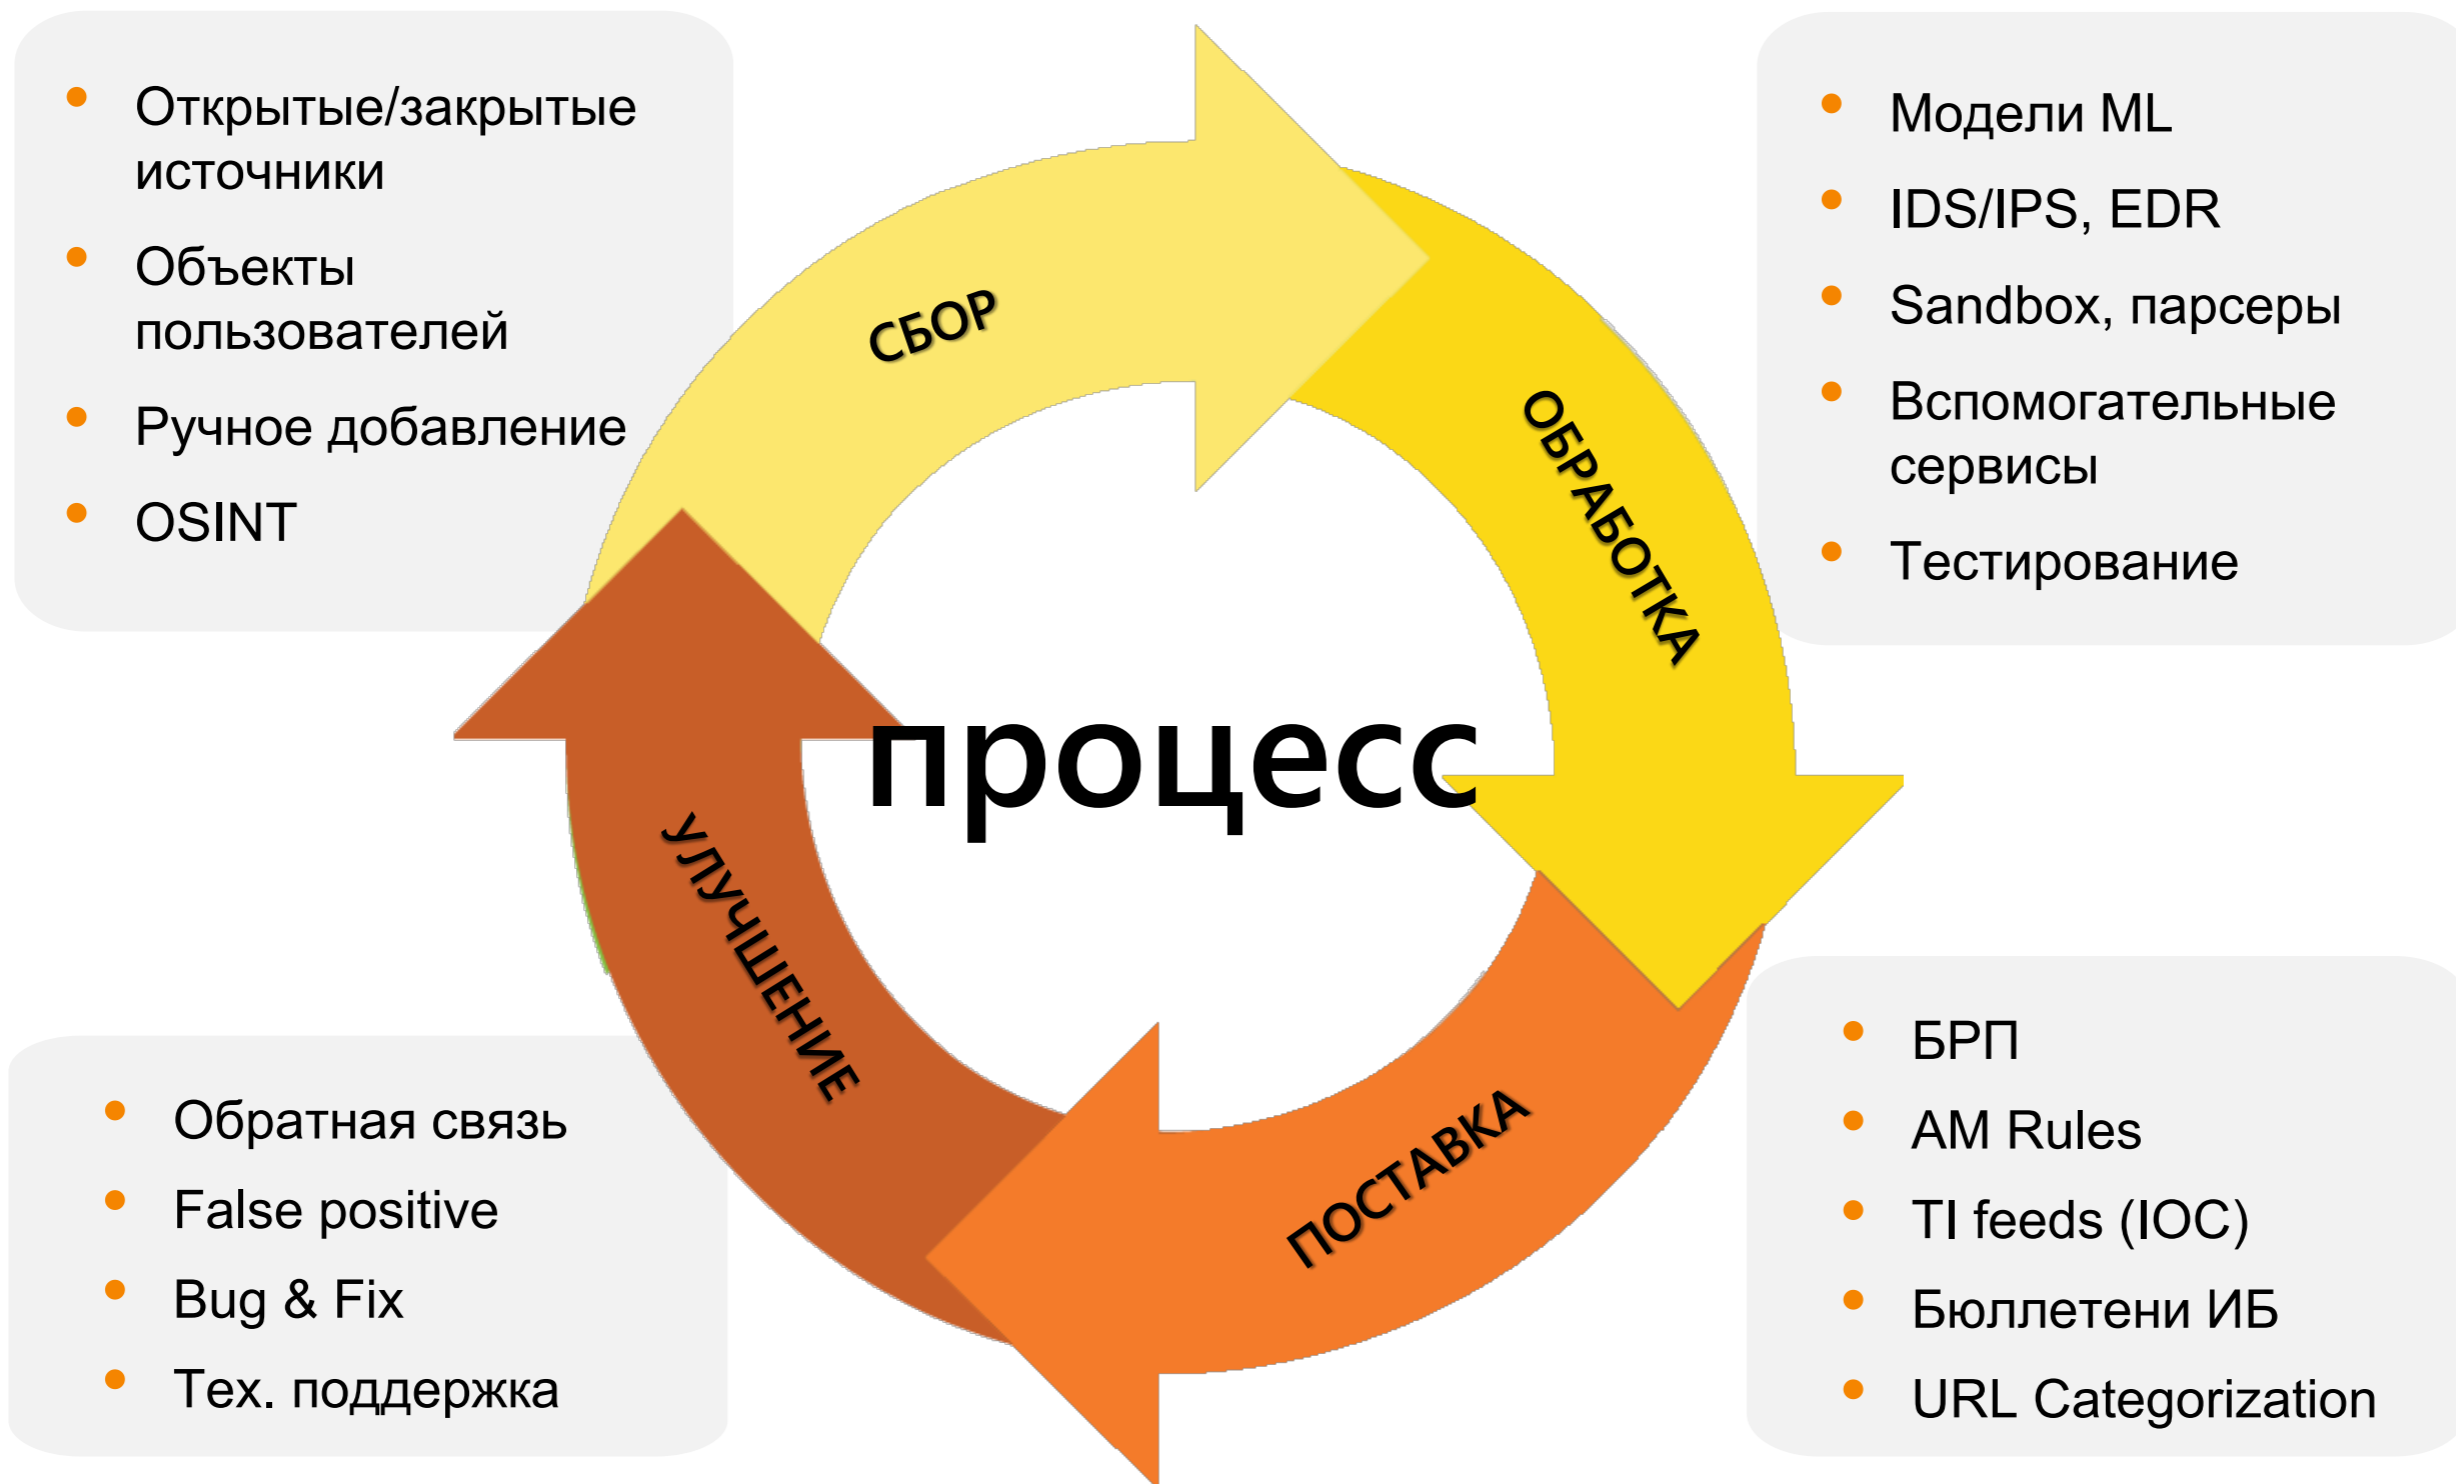 Открытые/закрытые
источники
Объекты
пользователей
Ручное добавление
OSINT
СБОР
Модели ML
IDS/IPS, EDR
Sandbox, парсеры
Вспомогательные
сервисы
Тестирование
ОБРАБОТКА
процесс
УЛУЧШЕНИЕ
Обратная связь
False positive
Bug & Fix
Тех. поддержка
ПОСТАВКА
БРП
AM Rules
TI feeds (IOC)
Бюллетени ИБ
URL Categorization